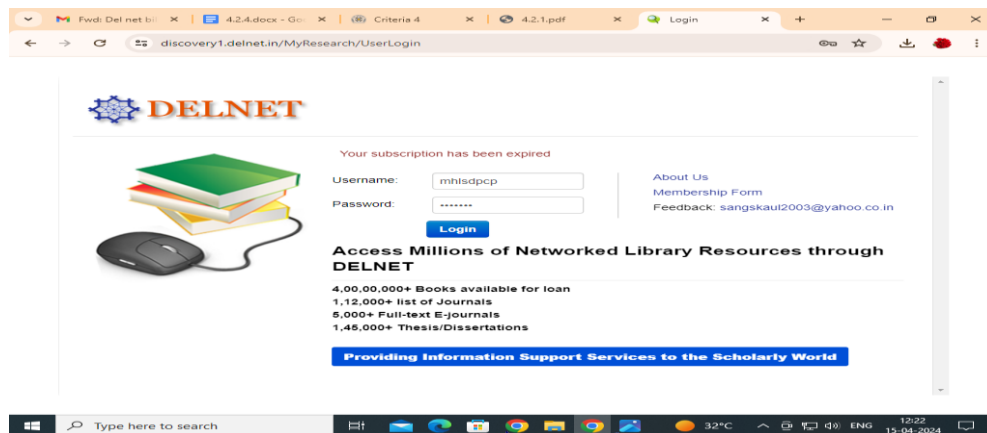 Fwd: Del net bil
4.2.4.docx - Go
Criteria 4
4.2.1.pdf
Login
discovery1.delnet.in/MyResearch/UserLogin
DELNET
Your subscription has been expired
Username: mhlsdpcp
Password: •••••••
Login
About Us
Membership Form
Feedback: sangskaul2003@yahoo.co.in
Access Millions of Networked Library Resources through
DELNET
4,00,00,000+ Books available for loan
1,12,000+ list of Journals
5,000+ Full-text E-journals
1,45,000+ Thesis/Dissertations
Providing Information Support Services to the Scholarly World
Type here to search
32°C
ENG
12:22
15-04-2024